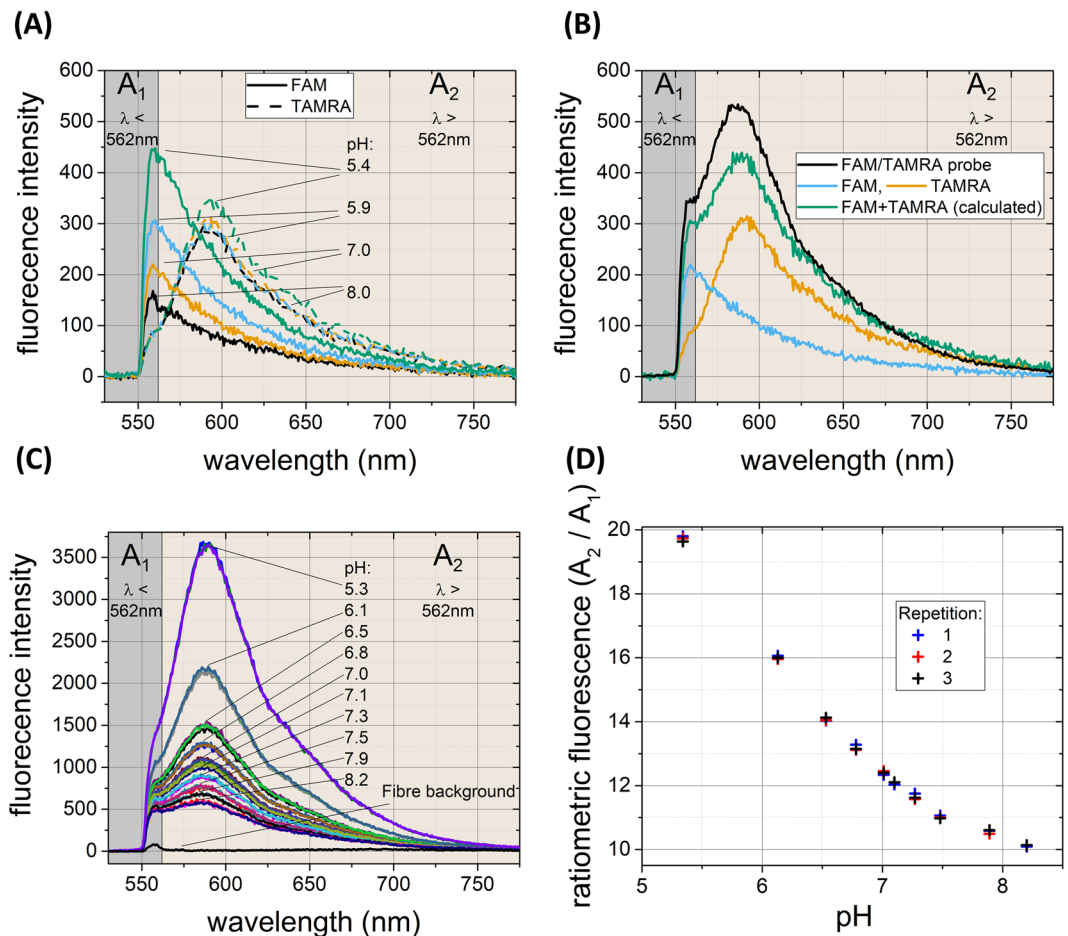 (A)
fluorecence intensity
600
500
400
300
200
100
0
A1
λ <
562nm
FAM
TAMRA
A2
λ >
562nm
pH:
5.4
5.9
7.0
8.0
550 600 650 700 750
wavelength (nm)
(B)
fluorecence intensity
600
500
400
300
200
100
0
A1
λ <
562nm
A2
λ >
562nm
FAM/TAMRA probe
FAM, TAMRA
FAM+TAMRA (calculated)
550 600 650 700 750
wavelength (nm)
(C)
fluorecence intensity
3500
3000
2500
2000
1500
1000
500
0
A1
λ <
562nm
A2
λ >
562nm
pH:
5.3
6.1
6.5
6.8
7.0
7.1
7.3
7.5
7.9
8.2
Fibre background
550 600 650 700 750
wavelength (nm)
(D)
ratiometric fluorescence (A2 / A1)
20
18
16
14
12
10
Repetition:
1
2
3
5 6 7 8
pH